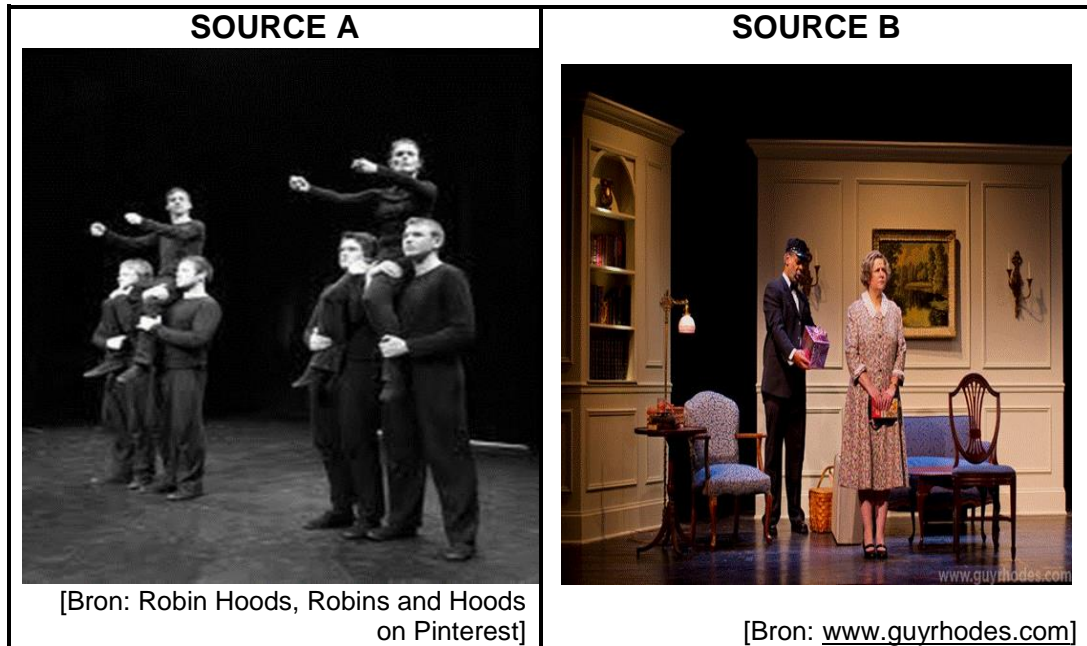 SOURCE A
SOURCE B
www.guyrhodes.com
[Bron: Robin Hoods, Robins and Hoods
on Pinterest]
[Bron: www.guyrhodes.com]